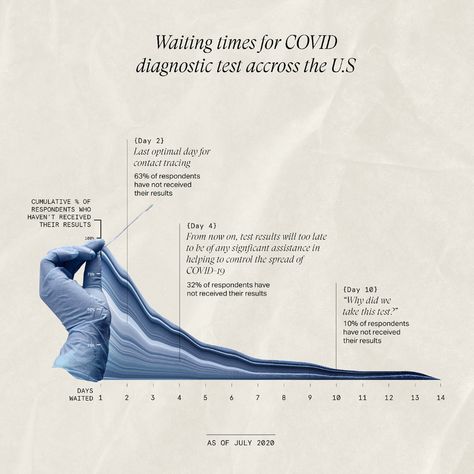 Waiting times for COVID
diagnostic test accross the U.S
{Day 2}
Last optimal day for
contact tracing
63% of respondents
have not received
their results
CUMULATIVE % OF
RESPONDENTS WHO
HAVEN'T RECEIVED
THEIR RESULTS
{Day 4}
From now on, test results will too late
to be of any signficant assistance in
helping to control the spread of
COVID-19
32% of respondents have
not received their results
100%
75%
{Day 10}
"Why did we
take this test?"
10% of respondents
have not received
their results
DAYS
WAITED 1 2 3 4 5 6 7 8 9 10 11 12 13 14
AS OF JULY 2020